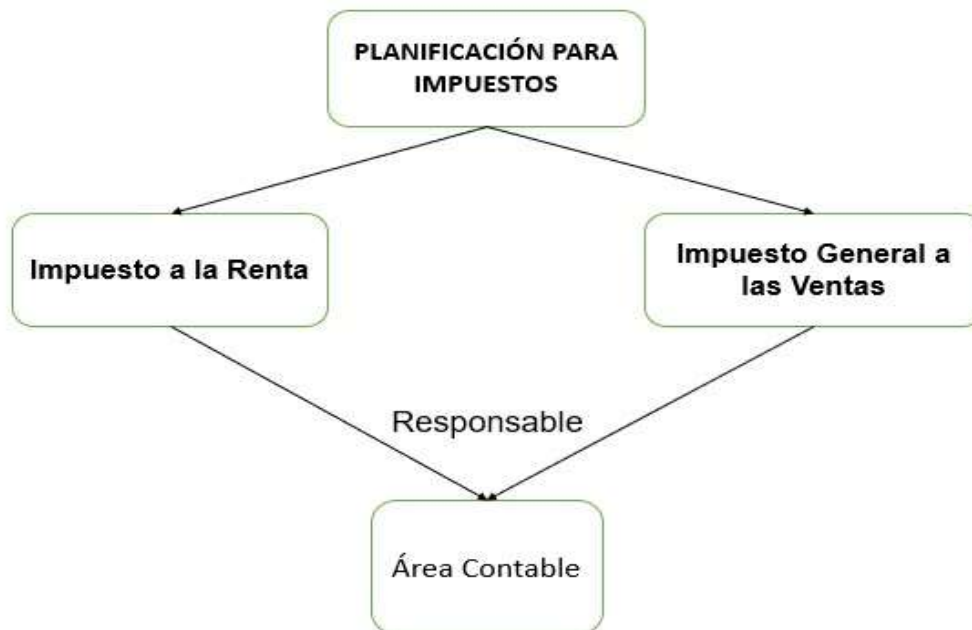 PLANIFICACIÓN PARA
IMPUESTOS
Impuesto a la Renta
Impuesto General a
las Ventas
Responsable
Área Contable